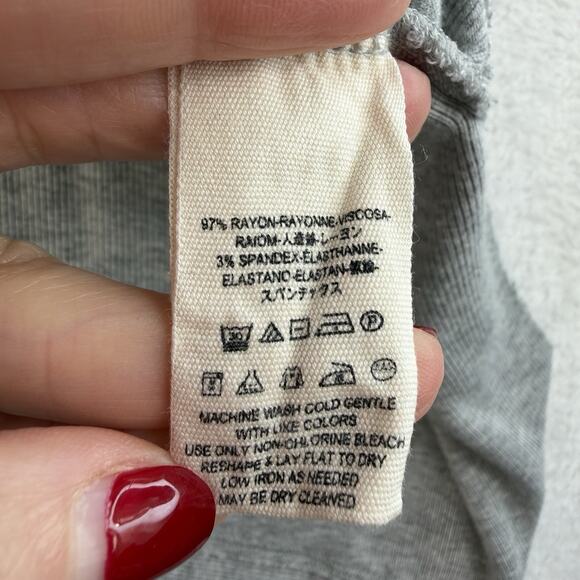 97% RAYON-RAYONNE-VISCOSA-
RAIOM-人造絲-レーヨン
3% SPANDEX-ELASTHANNE-
ELASTANO-ELASTAN-
スパンデックス
30 P
MACHINE WASH COLD GENTLE
WITH LIKE COLORS
USE ONLY NON-CHLORINE BLEACH
RESHAPE & LAY FLAT TO DRY
LOW IRON AS NEEDED
MAY BE DRY CLEANED